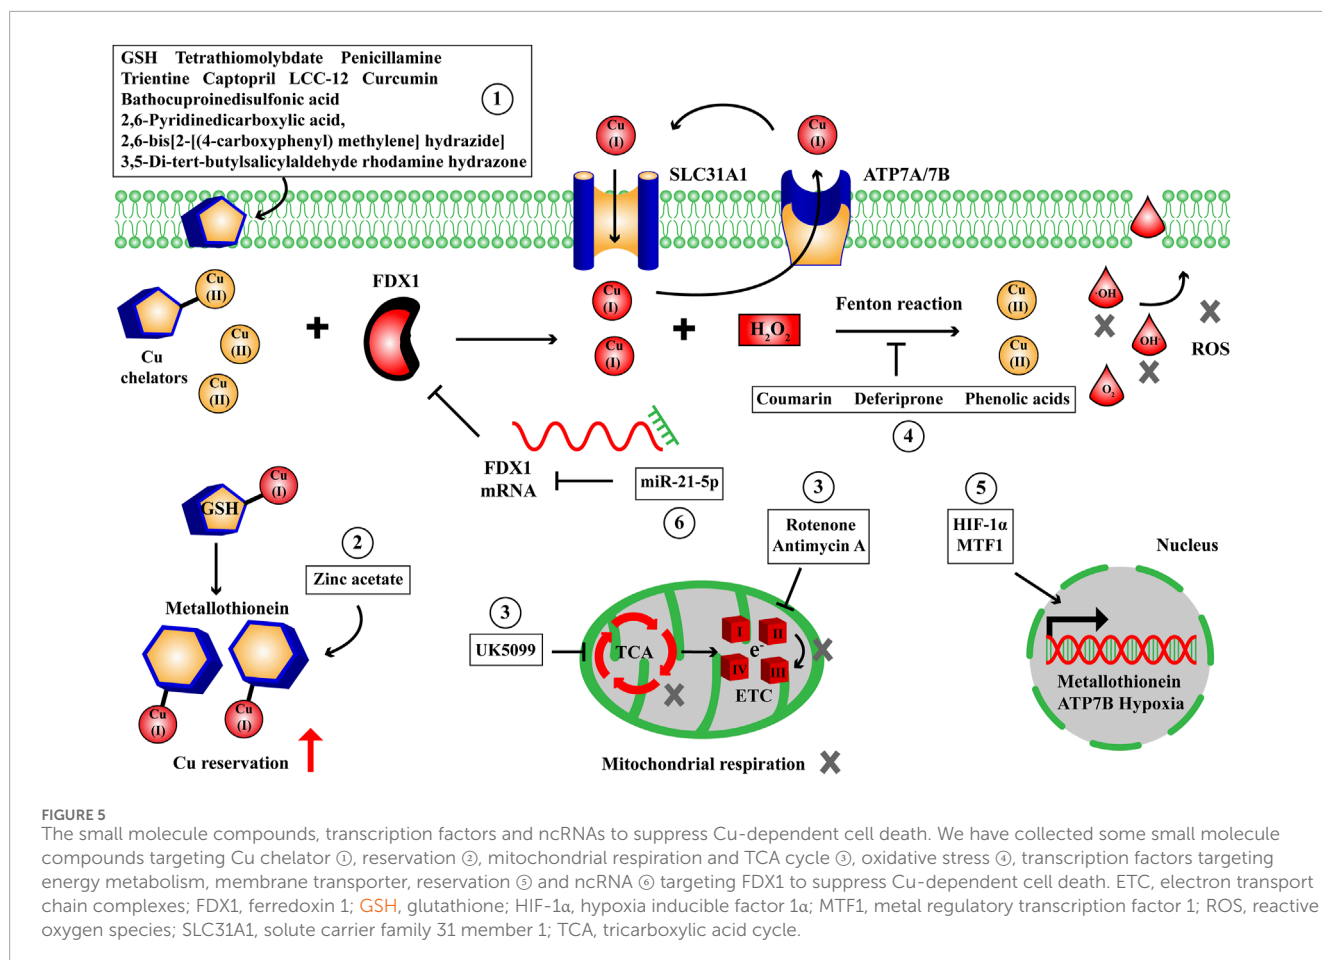 GSH Tetrathiomolybdate Penicillamine
Trientine Captopril LCC-12 Curcumin
Bathocuproinedisulfonic acid
2,6-Pyridinedicarboxylic acid,
2,6-bis[2-[(4-carboxyphenyl) methylene] hydrazide]
3,5-Di-tert-butylsalicylaldehyde rhodamine hydrazone
1
Cu
(I)
SLC31A1
Cu
(I)
ATP7A/7B
Cu
(II)
Cu
(II)
Cu
(II)
Cu
chelators
+
FDX1
Cu
(I)
Cu
(I)
+
H2O2
Fenton reaction
Cu
(II)
Cu
(II)
·OH
OH-
O2
ROS
Coumarin Deferiprone Phenolic acids
4
FDX1
mRNA
miR-21-5p
6
GSH
Cu
(I)
2
Zinc acetate
Metallothionein
Cu
(I)
Cu
(I)
Cu reservation
3
UK5099
3
Rotenone
Antimycin A
TCA
I
II
e-
IV
III
ETC
Mitochondrial respiration
5
HIF-1α
MTF1
Nucleus
Metallothionein
ATP7B Hypoxia
FIGURE 5
The small molecule compounds, transcription factors and ncRNAs to suppress Cu-dependent cell death. We have collected some small molecule
compounds targeting Cu chelator ①, reservation ②, mitochondrial respiration and TCA cycle ③, oxidative stress ④, transcription factors targeting
energy metabolism, membrane transporter, reservation ⑤ and ncRNA ⑥ targeting FDX1 to suppress Cu-dependent cell death. ETC, electron transport
chain complexes; FDX1, ferredoxin 1; GSH, glutathione; HIF-1α, hypoxia inducible factor 1α; MTF1, metal regulatory transcription factor 1; ROS, reactive
oxygen species; SLC31A1, solute carrier family 31 member 1; TCA, tricarboxylic acid cycle.